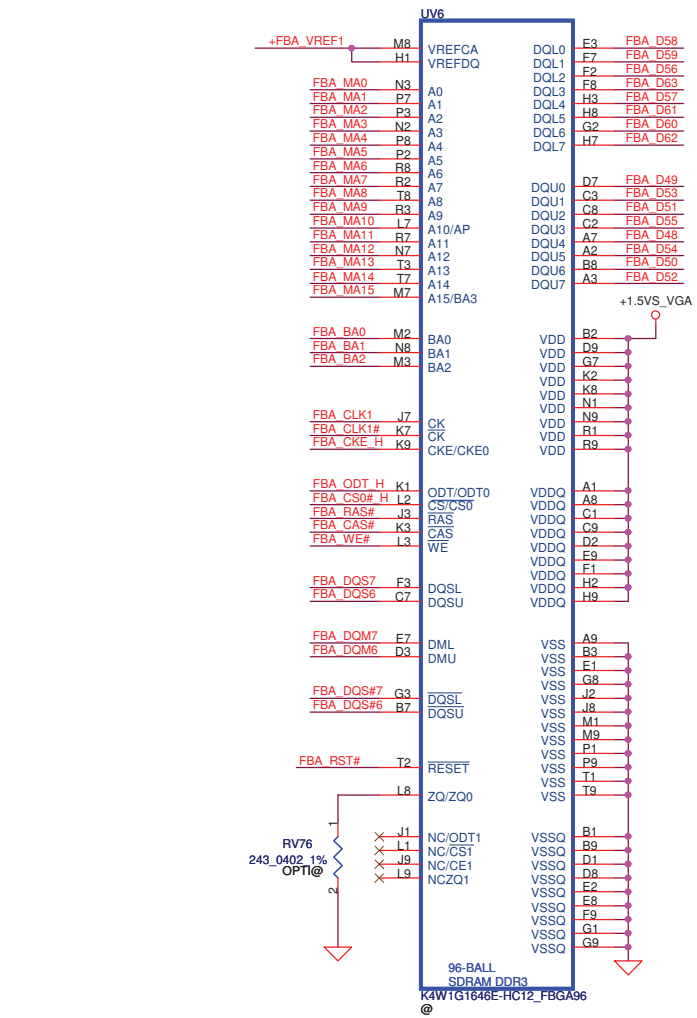 UV6
+FBA_VREF1 M8 VREFCA DQL0 E3 FBA_D58
H1 VREFDQ DQL1 F7 FBA_D59
DQL2 F2 FBA_D56
FBA_MA0 N3 A0 DQL3 F8 FBA_D63
FBA_MA1 P7 A1 DQL4 H3 FBA_D57
FBA_MA2 P3 A2 DQL5 H8 FBA_D61
FBA_MA3 N2 A3 DQL6 G2 FBA_D60
FBA_MA4 P8 A4 DQL7 H7 FBA_D62
FBA_MA5 P2 A5
FBA_MA6 R8 A6
FBA_MA7 R2 A7 DQU0 D7 FBA_D49
FBA_MA8 T8 A8 DQU1 C3 FBA_D53
FBA_MA9 R3 A9 DQU2 C8 FBA_D51
FBA_MA10 L7 A10/AP DQU3 C2 FBA_D55
FBA_MA11 R7 A11 DQU4 A7 FBA_D48
FBA_MA12 N7 A12 DQU5 A2 FBA_D54
FBA_MA13 T3 A13 DQU6 B8 FBA_D50
FBA_MA14 T7 A14 DQU7 A3 FBA_D52
FBA_MA15 M7 A15/BA3
+1.5VS_VGA
FBA_BA0 M2 BA0 VDD B2
FBA_BA1 N8 BA1 VDD D9
FBA_BA2 M3 BA2 VDD G7
VDD K2
VDD K8
VDD N1
FBA_CLK1 J7 CK VDD N9
FBA_CLK1# K7 CK VDD R1
FBA_CKE_H K9 CKE/CKE0 VDD R9
FBA_ODT_H K1 ODT/ODT0 VDDQ A1
FBA_CS0#_H L2 CS/CS0 VDDQ A8
FBA_RAS# J3 RAS VDDQ C1
FBA_CAS# K3 CAS VDDQ C9
FBA_WE# L3 WE VDDQ D2
VDDQ E9
VDDQ F1
FBA_DQS7 F3 DQSL VDDQ H2
FBA_DQS6 C7 DQSU VDDQ H9
FBA_DQM7 E7 DML VSS A9
FBA_DQM6 D3 DMU VSS B3
VSS E1
VSS G8
FBA_DQS#7 G3 DQSL VSS J2
FBA_DQS#6 B7 DQSU VSS J8
VSS M1
VSS M9
VSS P1
FBA_RST# T2 RESET VSS P9
VSS T1
L8 ZQ/ZQ0 VSS T9
1
J1 NC/ODT1 VSSQ B1
RV76 L1 NC/CS1 VSSQ B9
243_0402_1% J9 NC/CE1 VSSQ D1
OPTI@ L9 NCZQ1 VSSQ D8
2 VSSQ E2
VSSQ E8
VSSQ F9
VSSQ G1
VSSQ G9
96-BALL
SDRAM DDR3
K4W1G1646E-HC12_FBGA96
@